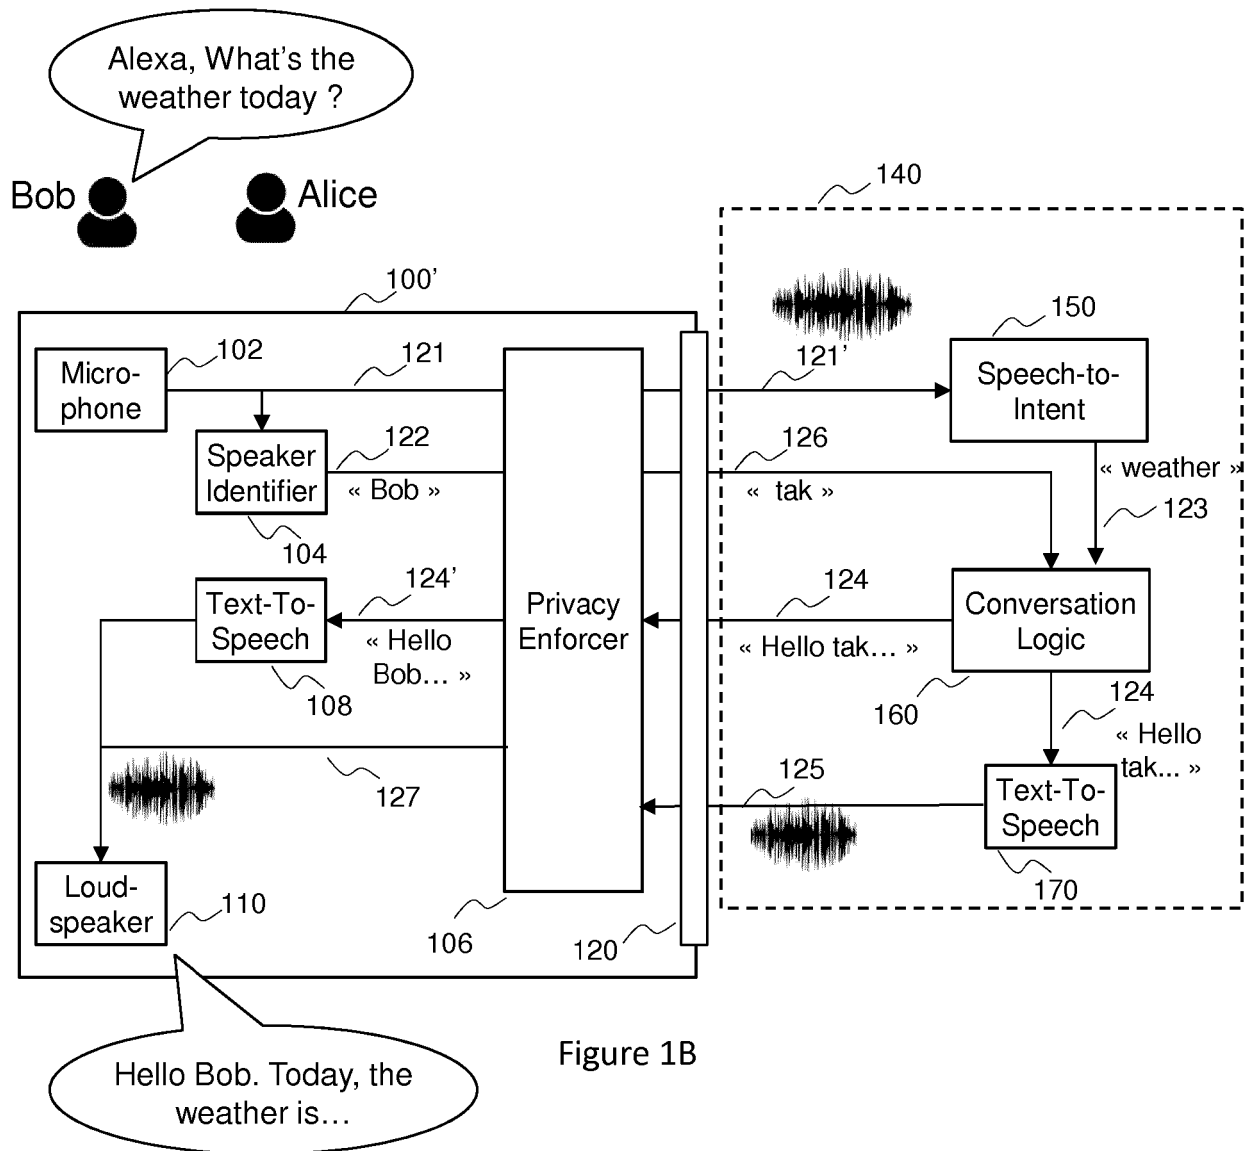 Alexa, What's the
weather today ?
Bob
Alice
140
100’
150
102
121
121’
Micro-
phone
Speech-to-
Intent
122
126
Speaker
Identifier
« Bob »
« tak »
« weather »
123
104
124’
124
Text-To-
Speech
Privacy
Enforcer
Conversation
Logic
« Hello
Bob... »
« Hello tak... »
108
160
124
« Hello
tak... »
127
125
Text-To-
Speech
170
Loud-
speaker
110
106
120
Hello Bob. Today, the
weather is...
Figure 1B